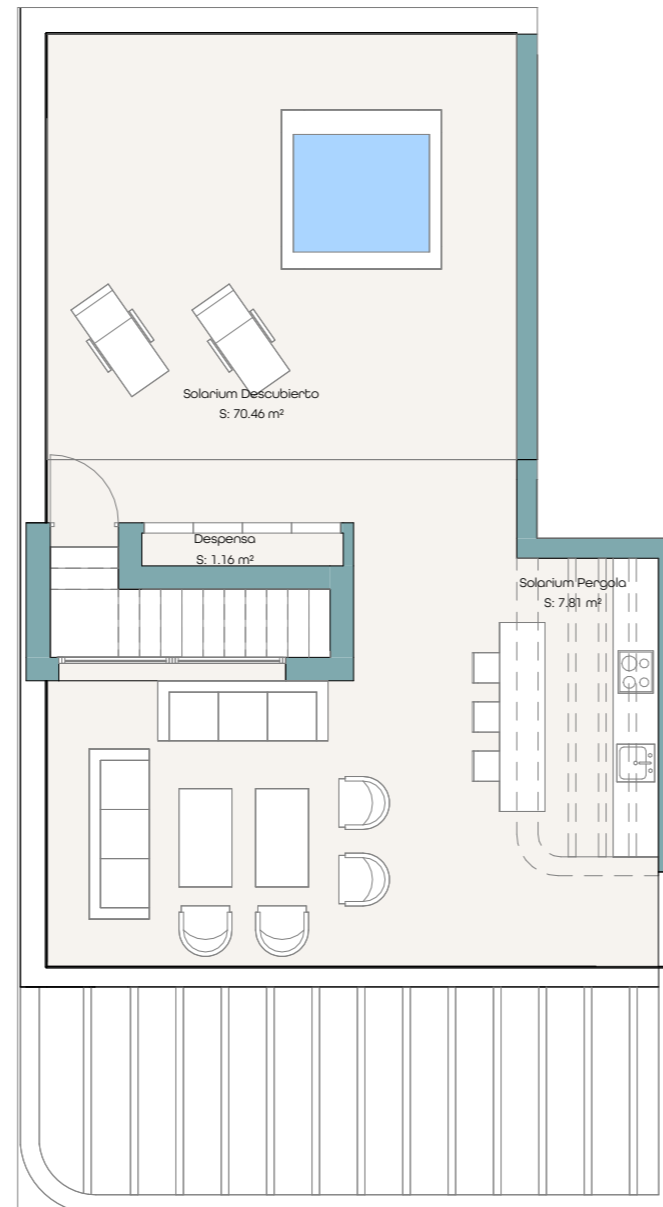 Solarium Descubierto
S: 70.46 m²
Despensa
S: 1.16 m²
Solarium Pergola
S: 7.81 m²